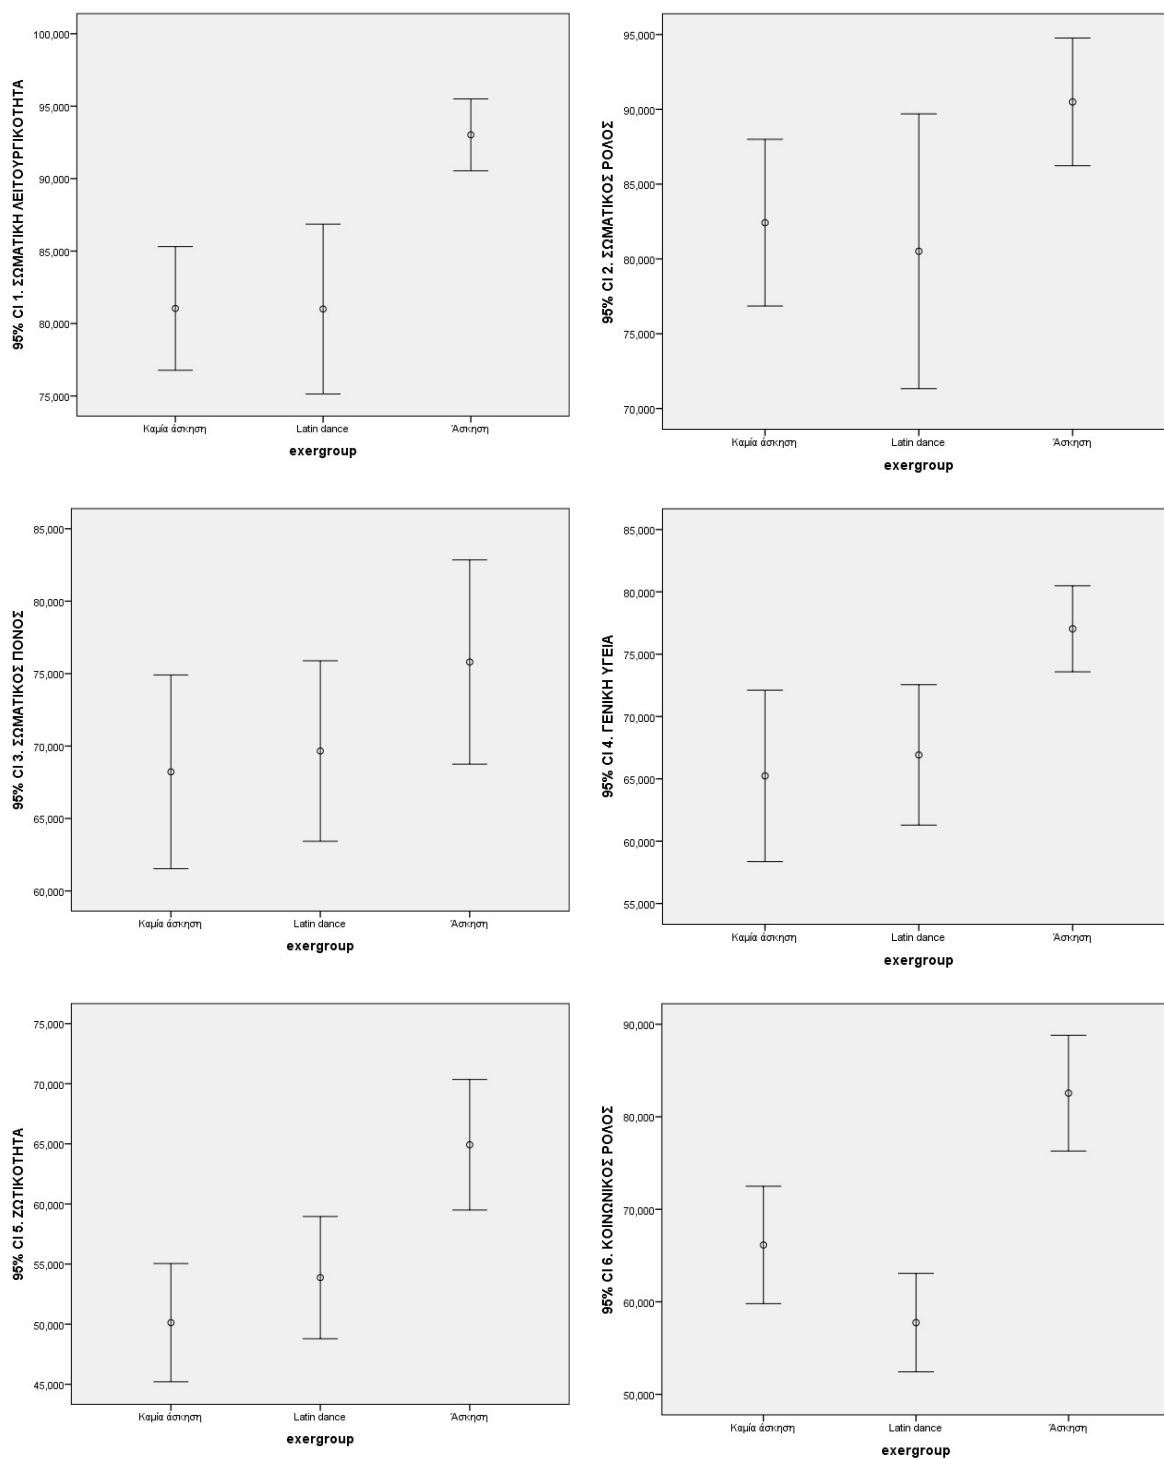 95% CI 1. ΣΩΜΑΤΙΚΗ ΛΕΙΤΟΥΡΓΙΚΟΤΗΤΑ
100,000
95,000
90,000
85,000
80,000
75,000
Καμία άσκηση Latin dance Άσκηση
exergroup
95% CI 2. ΣΩΜΑΤΙΚΟΣ ΡΟΛΟΣ
95,000
90,000
85,000
80,000
75,000
70,000
Καμία άσκηση Latin dance Άσκηση
exergroup
95% CI 3. ΣΩΜΑΤΙΚΟΣ ΠΟΝΟΣ
85,000
80,000
75,000
70,000
65,000
60,000
Καμία άσκηση Latin dance Άσκηση
exergroup
95% CI 4. ΓΕΝΙΚΗ ΥΓΕΙΑ
85,000
80,000
75,000
70,000
65,000
60,000
55,000
Καμία άσκηση Latin dance Άσκηση
exergroup
95% CI 5. ΖΩΤΙΚΟΤΗΤΑ
75,000
70,000
65,000
60,000
55,000
50,000
45,000
Καμία άσκηση Latin dance Άσκηση
exergroup
95% CI 6. ΚΟΙΝΩΝΙΚΟΣ ΡΟΛΟΣ
90,000
80,000
70,000
60,000
50,000
Καμία άσκηση Latin dance Άσκηση
exergroup